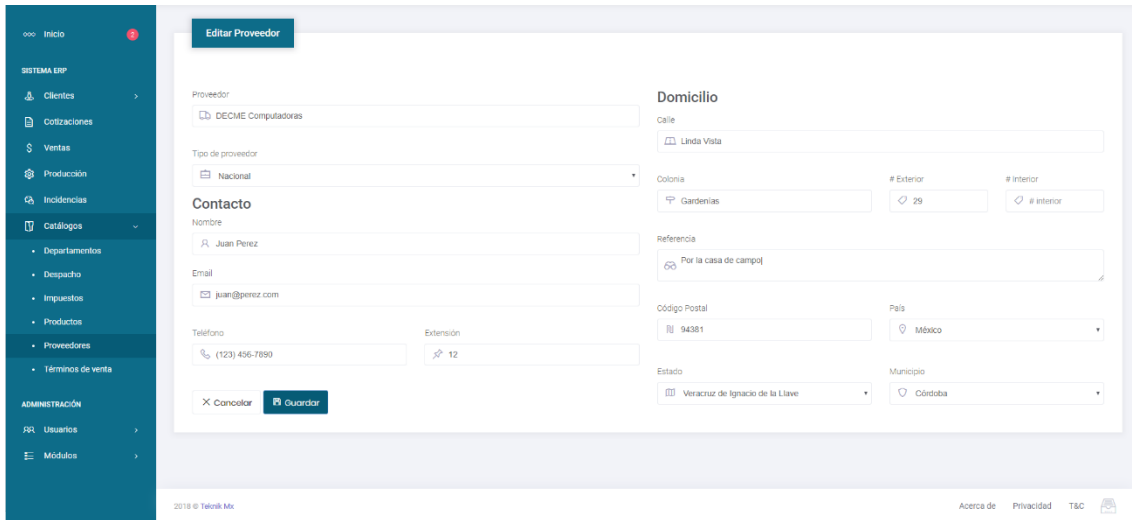 Inicio
2
SISTEMA ERP
Clientes
Cotizaciones
Ventas
Producción
Incidencias
Catálogos
Departamentos
Despacho
Impuestos
Productos
Proveedores
Términos de venta
ADMINISTRACIÓN
Usuarios
Módulos
Editar Proveedor
Proveedor
DECME Computadoras
Tipo de proveedor
Nacional
Contacto
Nombre
Juan Perez
Email
juan@perez.com
Teléfono Extensión
(123) 456-7890 12
Cancelar Guardar
Domicilio
Calle
Linda Vista
Colonia # Exterior # Interior
Gardenias 29 # interior
Referencia
Por la casa de campo
Código Postal País
94381 México
Estado Municipio
Veracruz de Ignacio de la Llave Córdoba
2018 © Teknik Mx
Acerca de Privacidad T&C